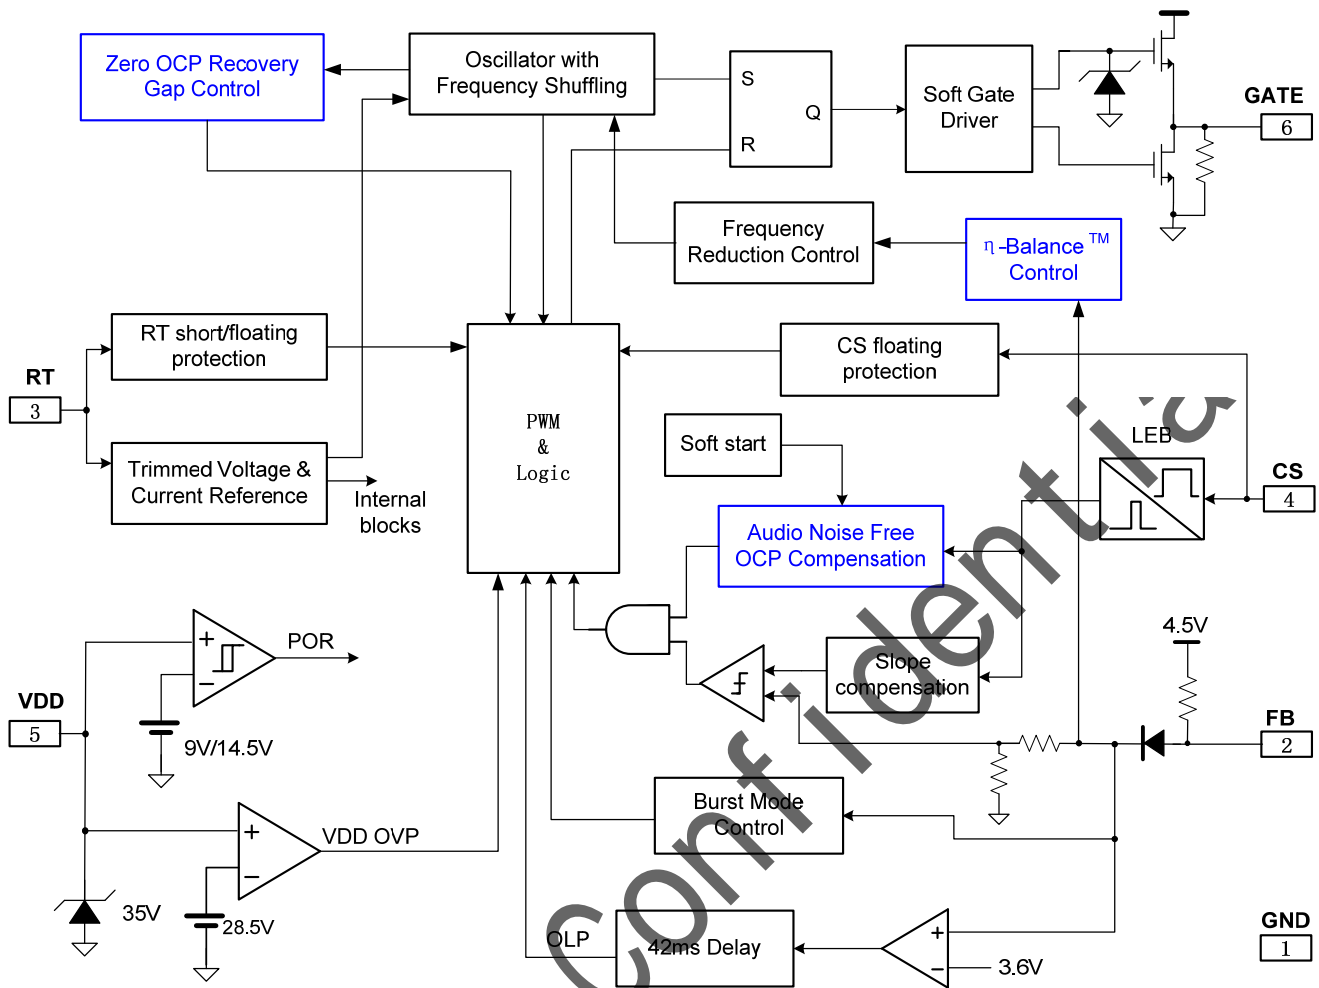 Zero OCP Recovery
Gap Control
Oscillator with
Frequency Shuffling
S
R
Q
Soft Gate
Driver
GATE
6
Frequency
Reduction Control
η-Balance™
Control
RT short/floating
protection
RT
3
Trimmed Voltage &
Current Reference
Internal
blocks
PWM
&
Logic
CS floating
protection
Soft start
LEB
CS
4
Audio Noise Free
OCP Compensation
Slope
compensation
4.5V
FB
2
+
−
POR
VDD
5
9V/14.5V
+
−
VDD OVP
35V
28.5V
Burst Mode
Control
OLP
42ms Delay
+
−
3.6V
GND
1
Confidentia